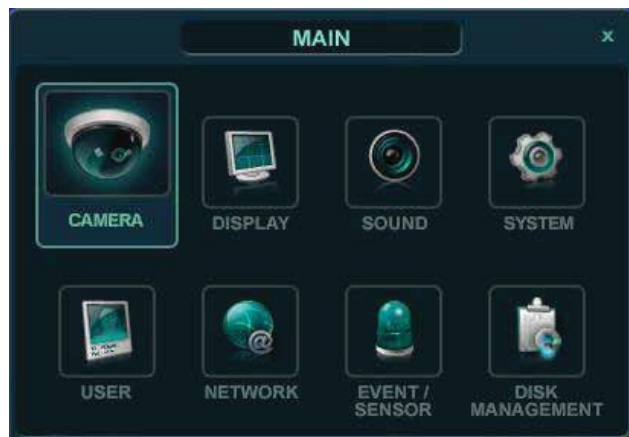 MAIN
x
CAMERA
DISPLAY
SOUND
SYSTEM
USER
NETWORK
EVENT /
SENSOR
DISK
MANAGEMENT
@